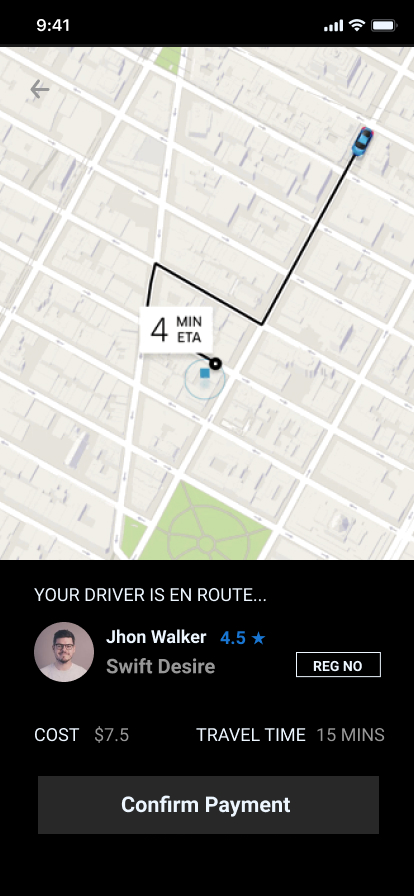 9:41
4 MIN
ETA
YOUR DRIVER IS EN ROUTE...
Jhon Walker 4.5 ★
Swift Desire
REG NO
COST $7.5 TRAVEL TIME 15 MINS
Confirm Payment